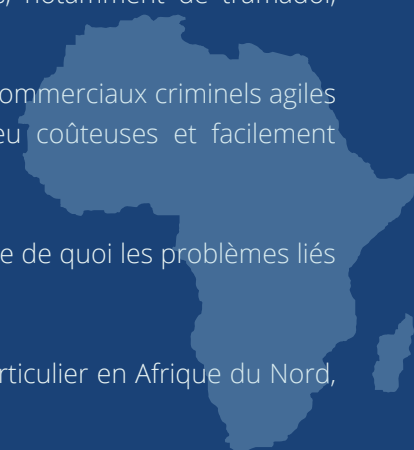 notamment de tramadol,
ommerciaux criminels agiles
eu coûteuses et facilement
e de quoi les problèmes liés
rticulier en Afrique du Nord,